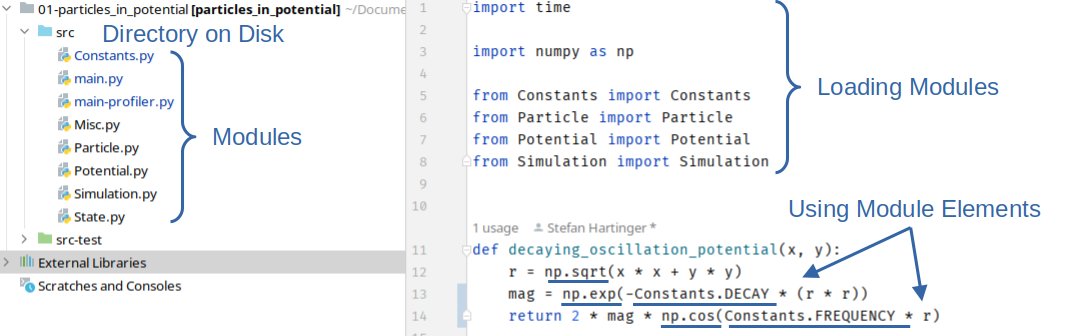 01-particles_in_potential [particles_in_potential] ~/Docume
src
Directory on Disk
Constants.py
main.py
main-profiler.py
Misc.py
Particle.py
Potential.py
Simulation.py
State.py
Modules
src-test
External Libraries
Scratches and Consoles
1 import time
2
3 import numpy as np
4
5 from Constants import Constants
6 from Particle import Particle
7 from Potential import Potential
8 from Simulation import Simulation
9
10
Loading Modules
Using Module Elements
1 usage Stefan Hartinger *
11 def decaying_oscillation_potential(x, y):
12 r = np.sqrt(x * x + y * y)
13 mag = np.exp(-Constants.DECAY * (r * r))
14 return 2 * mag * np.cos(Constants.FREQUENCY * r)